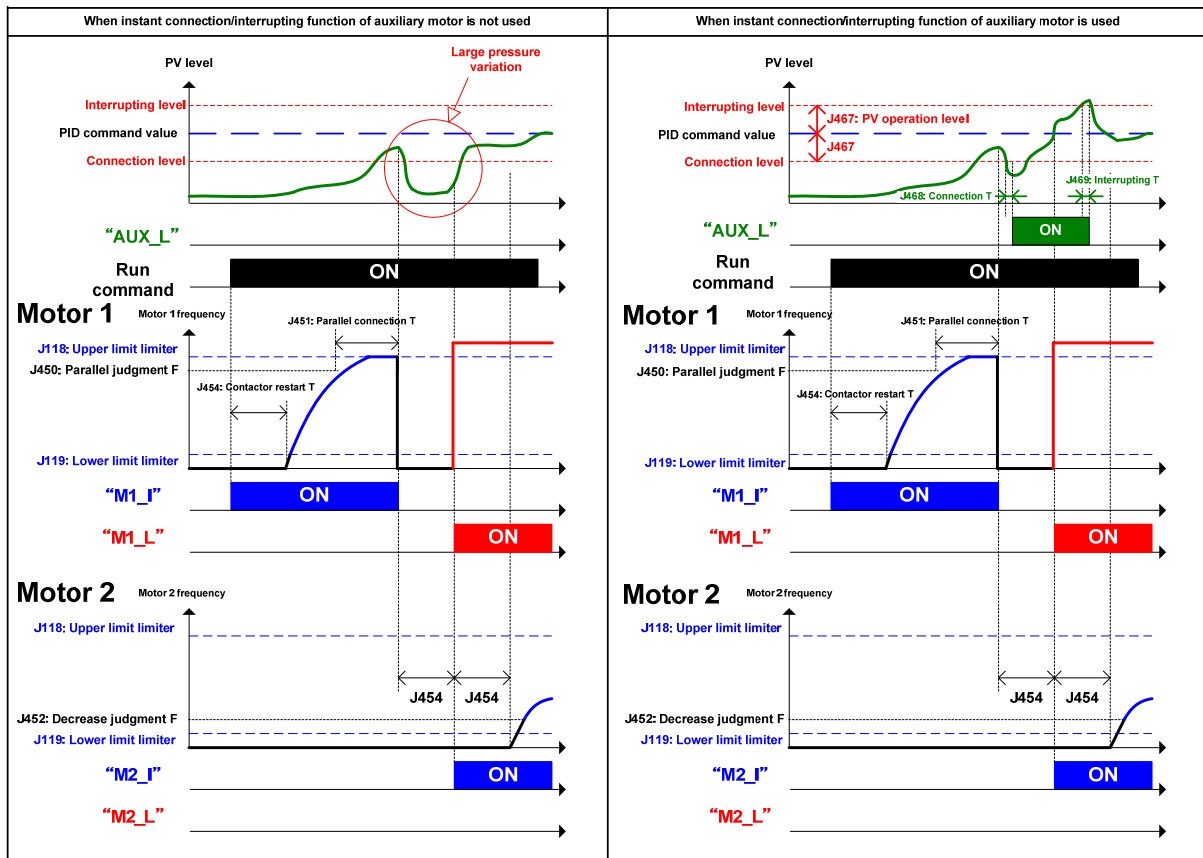 When instant connection/interrupting function of auxiliary motor is not used
Large pressure
variation
PV level
Interrupting level
PID command value
Connection level
“AUX_L”
Run
command
ON
Motor 1
Motor 1 frequency
J451: Parallel connection T
J118: Upper limit limiter
J450: Parallel judgment F
J454: Contactor restart T
J119: Lower limit limiter
“M1_I”
ON
“M1_L”
ON
Motor 2
Motor 2 frequency
J118: Upper limit limiter
J454
J454
J452: Decrease judgment F
J119: Lower limit limiter
“M2_I”
ON
“M2_L”
When instant connection/interrupting function of auxiliary motor is used
PV level
Interrupting level
J467: PV operation level
PID command value
J467
Connection level
J469: Interrupting T
J468: Connection T
“AUX_L”
ON
Run
command
ON
Motor 1
Motor 1 frequency
J451: Parallel connection T
J118: Upper limit limiter
J450: Parallel judgment F
J454: Contactor restart T
J119: Lower limit limiter
“M1_I”
ON
“M1_L”
ON
Motor 2
Motor 2 frequency
J118: Upper limit limiter
J454
J454
J452: Decrease judgment F
J119: Lower limit limiter
“M2_I”
ON
“M2_L”